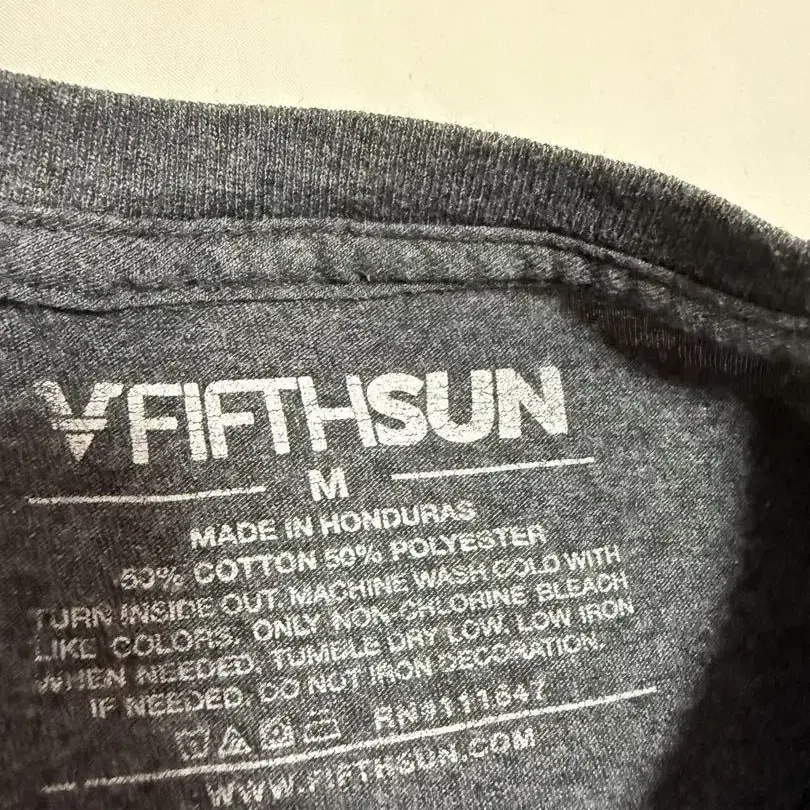 FIFTHSUN
M
MADE IN HONDURAS
50% COTTON 50% POLYESTER
TURN INSIDE OUT. MACHINE WASH COLD WITH
LIKE COLORS. ONLY NON-CHLORINE BLEACH
WHEN NEEDED. TUMBLE DRY LOW. LOW IRON
IF NEEDED. DO NOT IRON DECORATION.
RN#111647
WWW.FIFTHSUN.COM